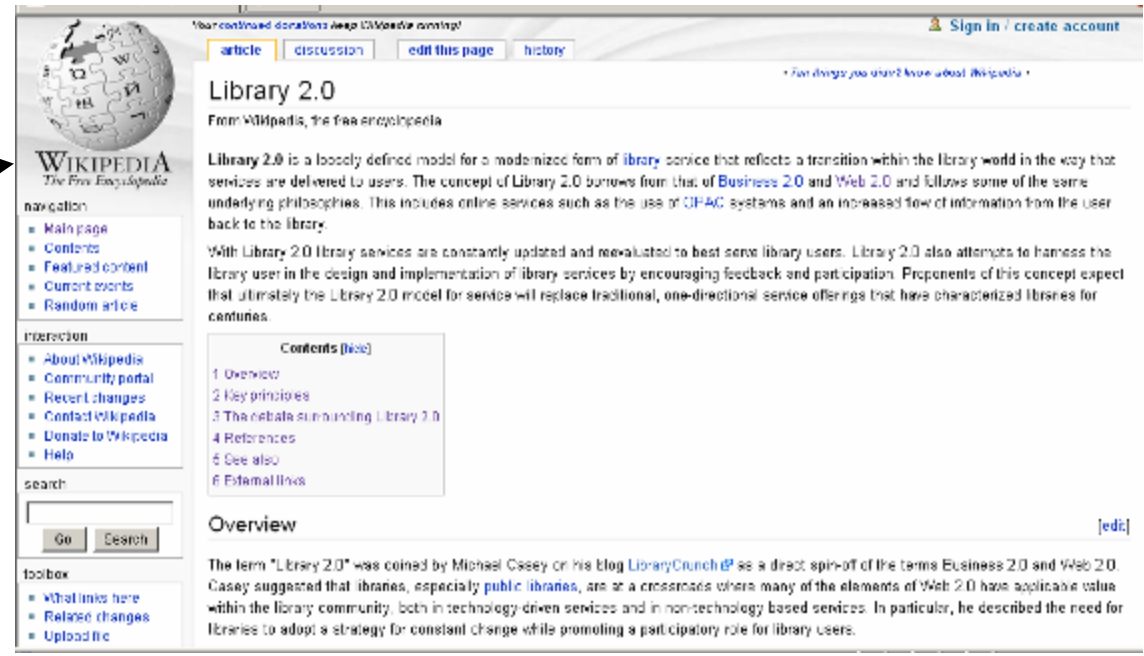 Your continued donations keep Wikipedia running!
Sign in / create account
article discussion edit this page history
• Fun things you didn't know about Wikipedia •
Library 2.0
From Wikipedia, the free encyclopedia
Library 2.0 is a loosely defined model for a modernized form of library service that reflects a transition within the library world in the way that
services are delivered to users. The concept of Library 2.0 borrows from that of Business 2.0 and Web 2.0 and follows some of the same
underlying philosophies. This includes online services such as the use of OPAC systems and an increased flow of information from the user
back to the library.
With Library 2.0 library services are constantly updated and reevaluated to best serve library users. Library 2.0 also attempts to harness the
library user in the design and implementation of library services by encouraging feedback and participation. Proponents of this concept expect
that ultimately the Library 2.0 model for service will replace traditional, one-directional service offerings that have characterized libraries for
centuries.
Contents [hide]
1 Overview
2 Key principles
3 The debate surrounding Library 2.0
4 References
5 See also
6 External links
Overview
[edit]
The term "Library 2.0" was coined by Michael Casey on his blog LibraryCrunch as a direct spin-off of the terms Business 2.0 and Web 2.0.
Casey suggested that libraries, especially public libraries, are at a crossroads where many of the elements of Web 2.0 have applicable value
within the library community, both in technology-driven services and in non-technology based services. In particular, he described the need for
libraries to adopt a strategy for constant change while promoting a participatory role for library users.
WIKIPEDIA
The Free Encyclopedia
navigation
Main page
Contents
Featured content
Current events
Random article
interaction
About Wikipedia
Community portal
Recent changes
Contact Wikipedia
Donate to Wikipedia
Help
search
Go Search
toolbox
What links here
Related changes
Upload file